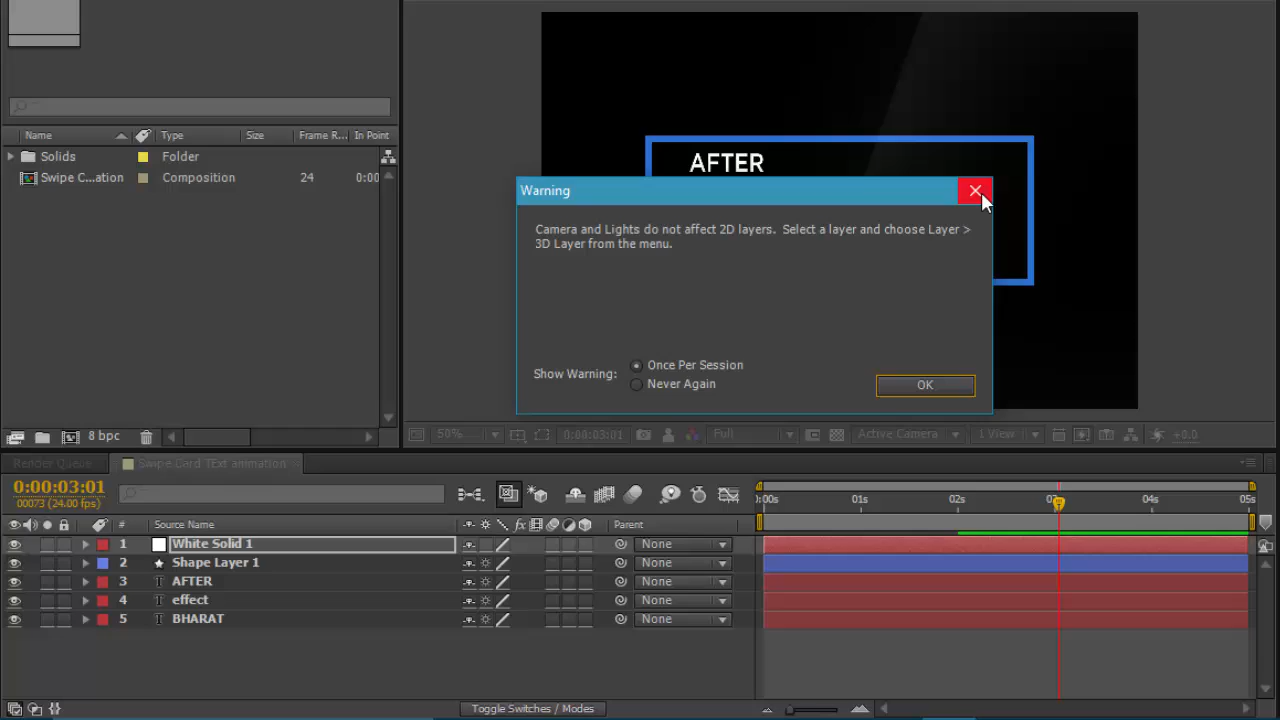 Name Type Size Frame R... In Point
Solids Folder
Swipe C...ation Composition 24 0:00
8 bpc
AFTER
Warning
Camera and Lights do not affect 2D layers. Select a layer and choose Layer >
3D Layer from the menu.
Show Warning:
Once Per Session
Never Again
OK
50% 0:00:03:01 Full Active Camera 1 View +0.0
Render Queue Swipe Card TExt animation
0:00:03:01
00073 (24.00 fps)
:00s 01s 02s 04s 05s
# Source Name fx Parent
1 White Solid 1 None
2 Shape Layer 1 None
3 T AFTER None
4 T effect None
5 T BHARAT None
Toggle Switches / Modes